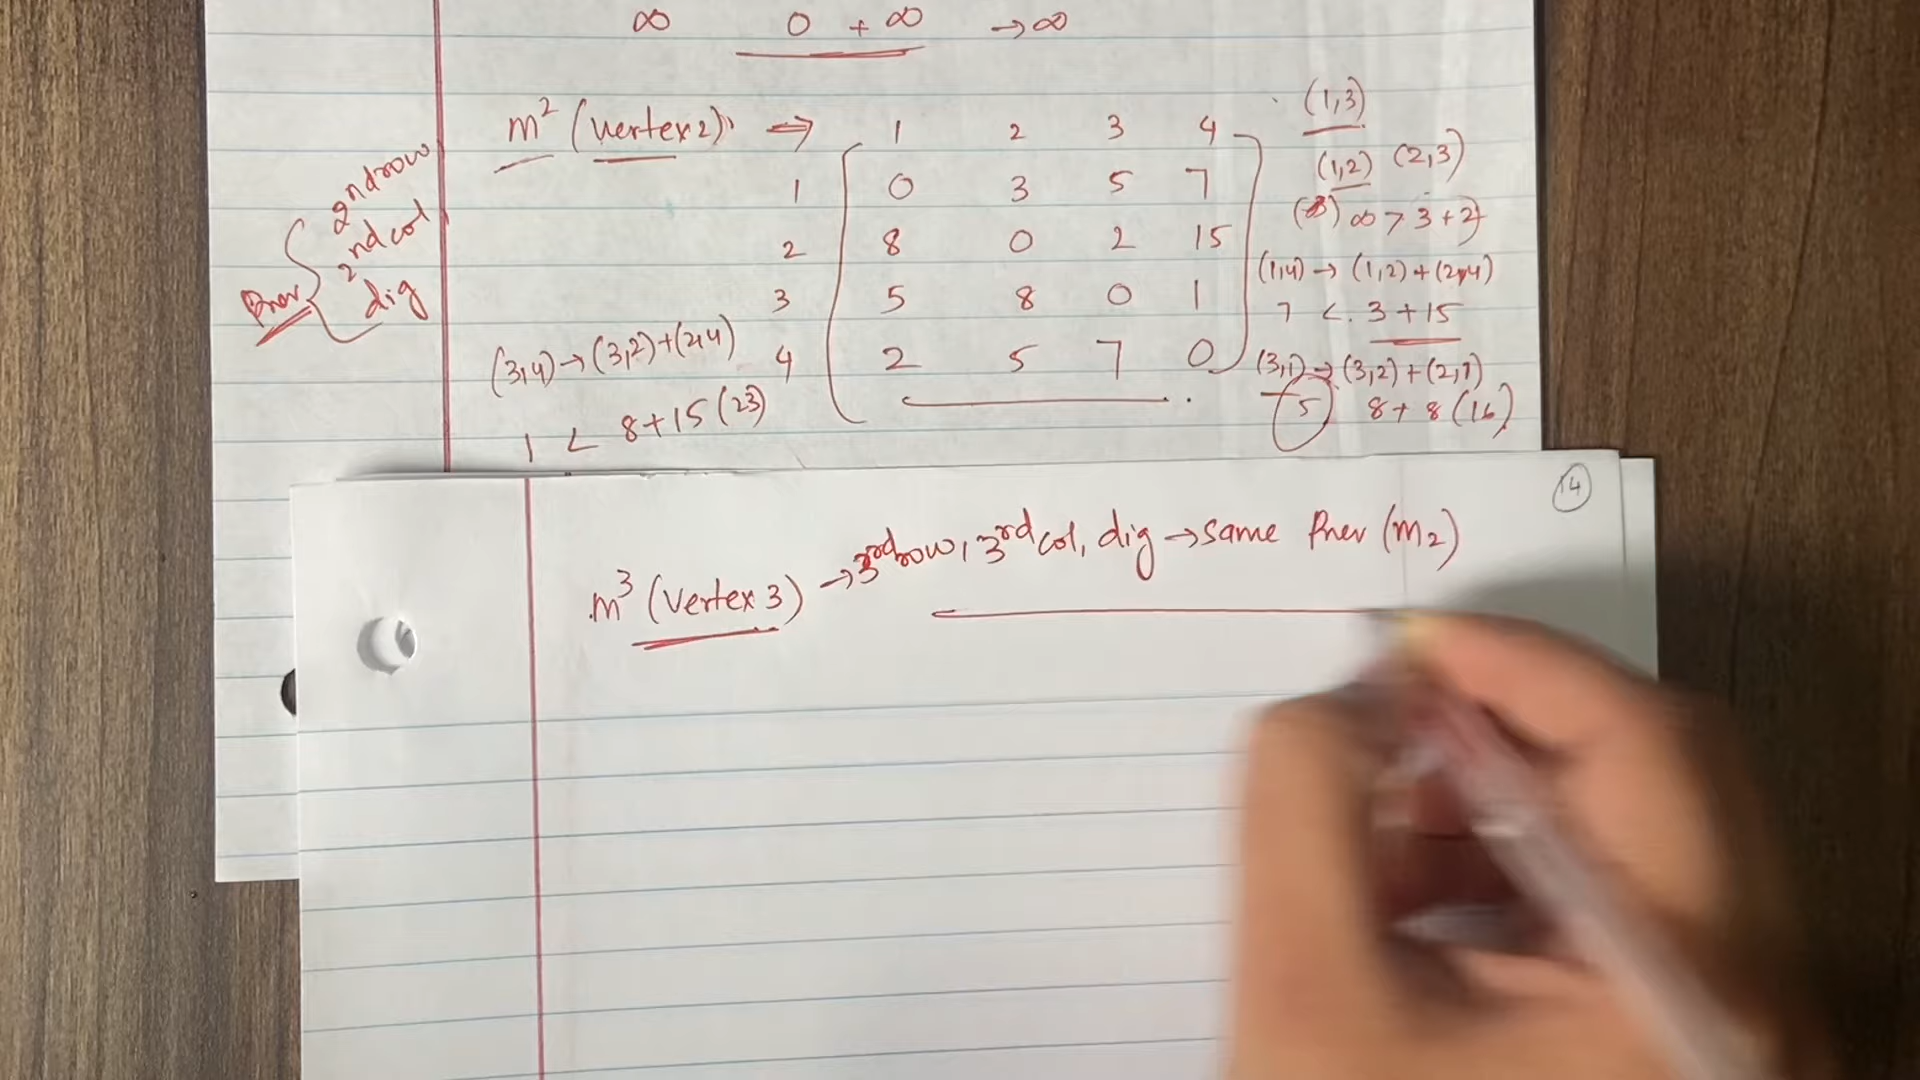 ∞ 0 + ∞ → ∞
m² (vertex 2) ⇒ 1 2 3 4
1 0 3 5 7
2 8 0 2 15
3 5 8 0 1
4 2 5 7 0
Prev
2nd row
2nd col
dig
(3,4) → (3,2)+(2,4)
1 < 8+15 (23)
(1,3)
(1,2) (2,3)
∞ > 3+2
(1,4) → (1,2)+(2,4)
7 < 3+15
(3,1) → (3,2)+(2,1)
5 8+8 (16)
14
m³ (Vertex 3) → 3rd row, 3rd col, dig → same Prev (m2)